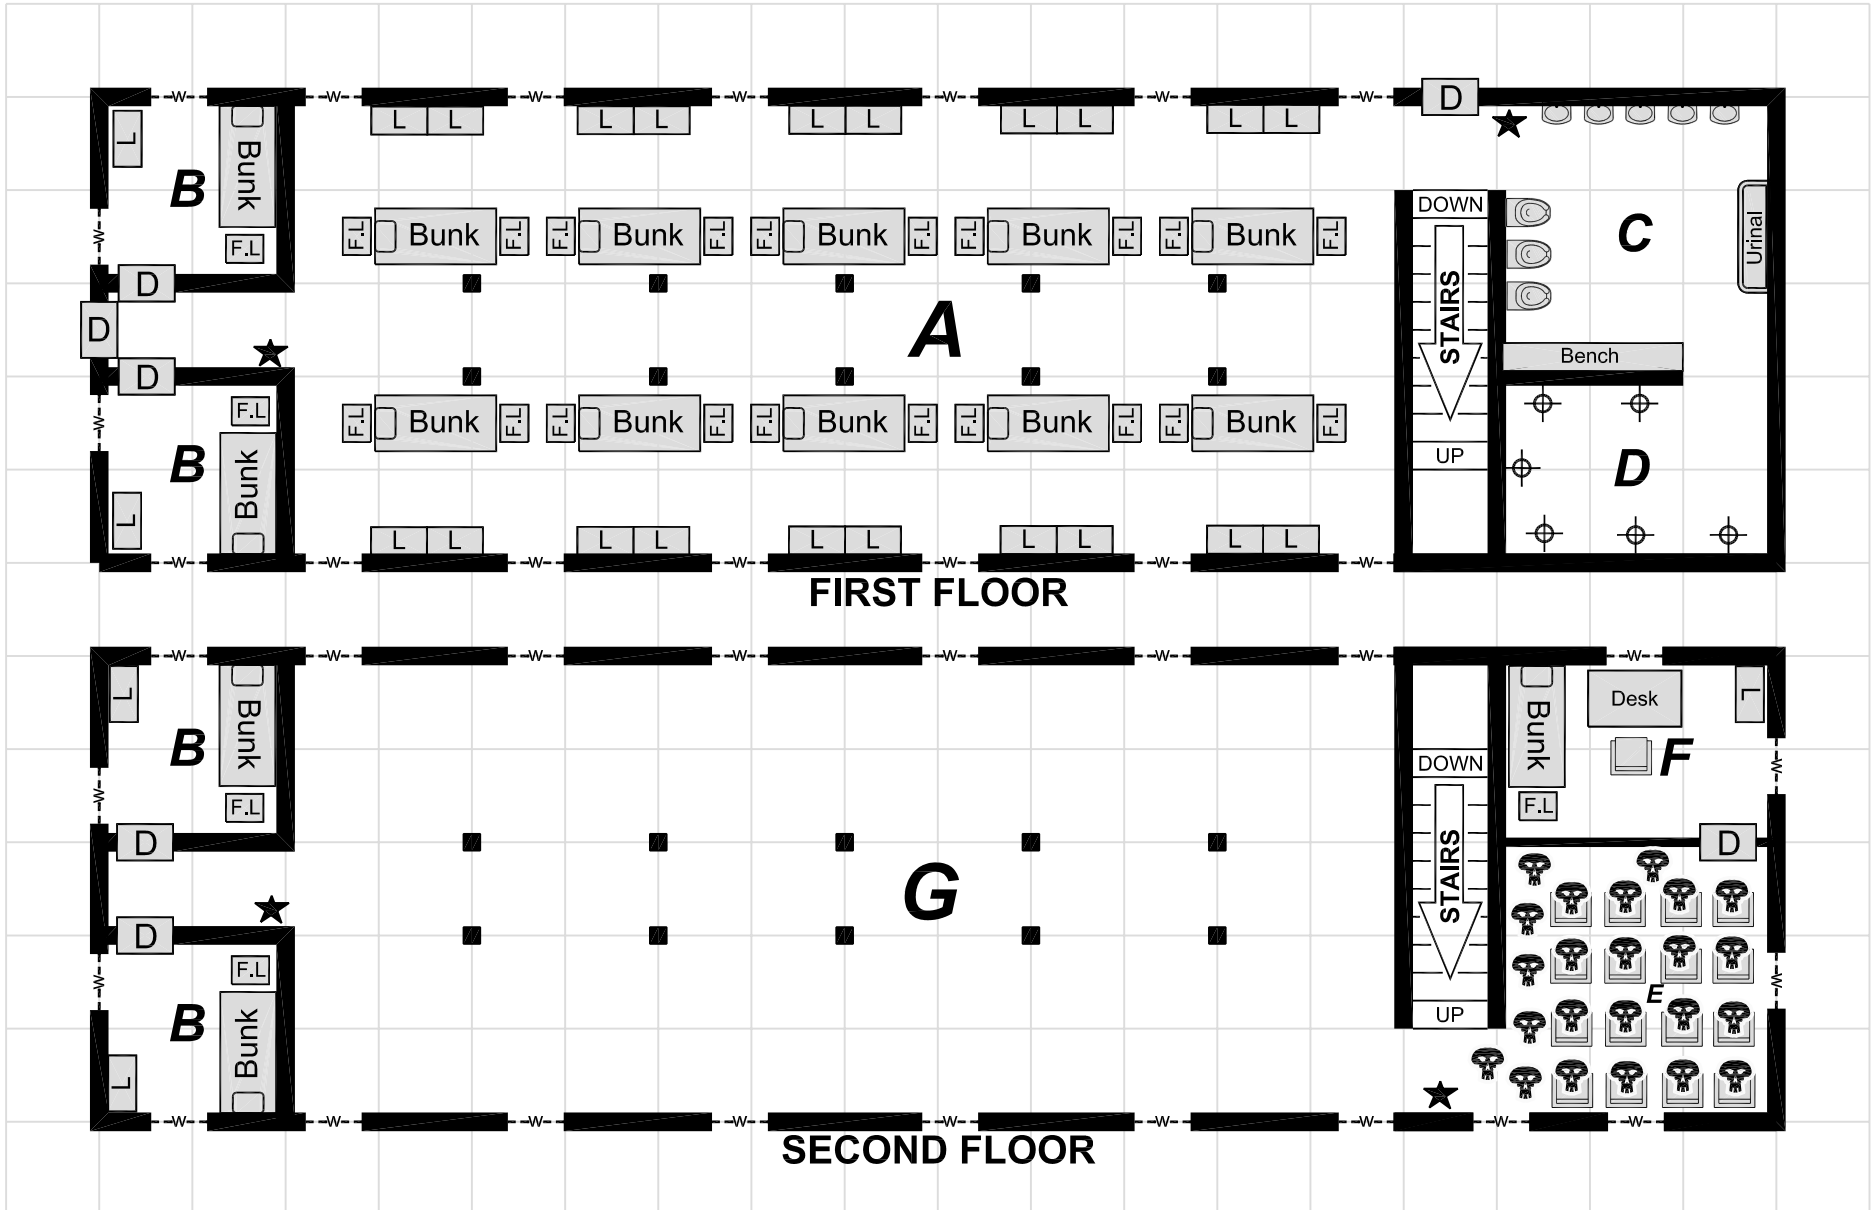 W W W W W W W
D
L L L L L L L L L L
L
Bunk
B
F.L
DOWN
F.L Bunk F.L F.L Bunk F.L F.L Bunk F.L F.L Bunk F.L F.L Bunk F.L
W
C
Urinal
D
D
A
STAIRS
D
Bench
F.L
W
F.L Bunk F.L F.L Bunk F.L F.L Bunk F.L F.L Bunk F.L F.L Bunk F.L
B
Bunk
UP
D
L
L L L L L L L L L L
W W W W W W W
FIRST FLOOR
W W W W W W W W
L
Bunk
Bunk
Desk
L
B
F
W
DOWN
W
F.L
F.L
D
STAIRS
D
G
D
F.L
W
W
E
B
Bunk
UP
L
W W W W W W W W W
SECOND FLOOR